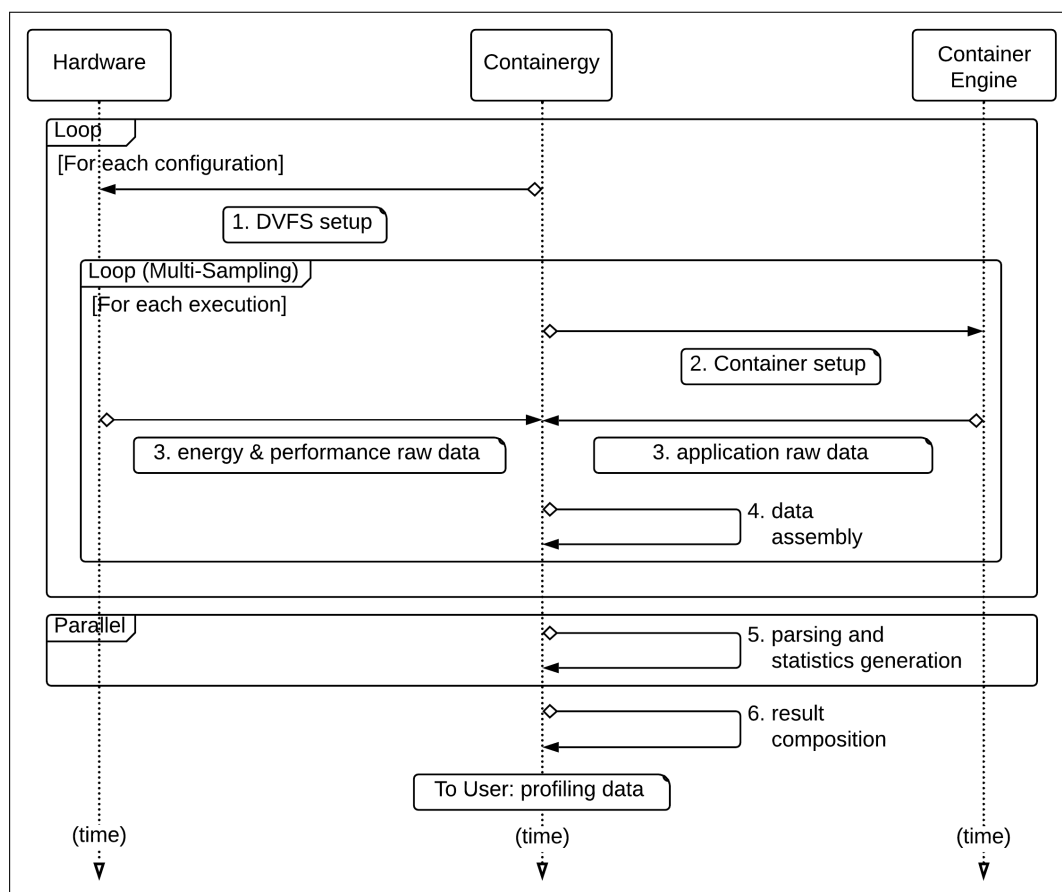 Hardware
Containergy
Container
Engine
Loop
[For each configuration]
1. DVFS setup
Loop (Multi-Sampling)
[For each execution]
2. Container setup
3. energy & performance raw data
3. application raw data
4. data
assembly
Parallel
5. parsing and
statistics generation
6. result
composition
To User: profiling data
(time)
(time)
(time)